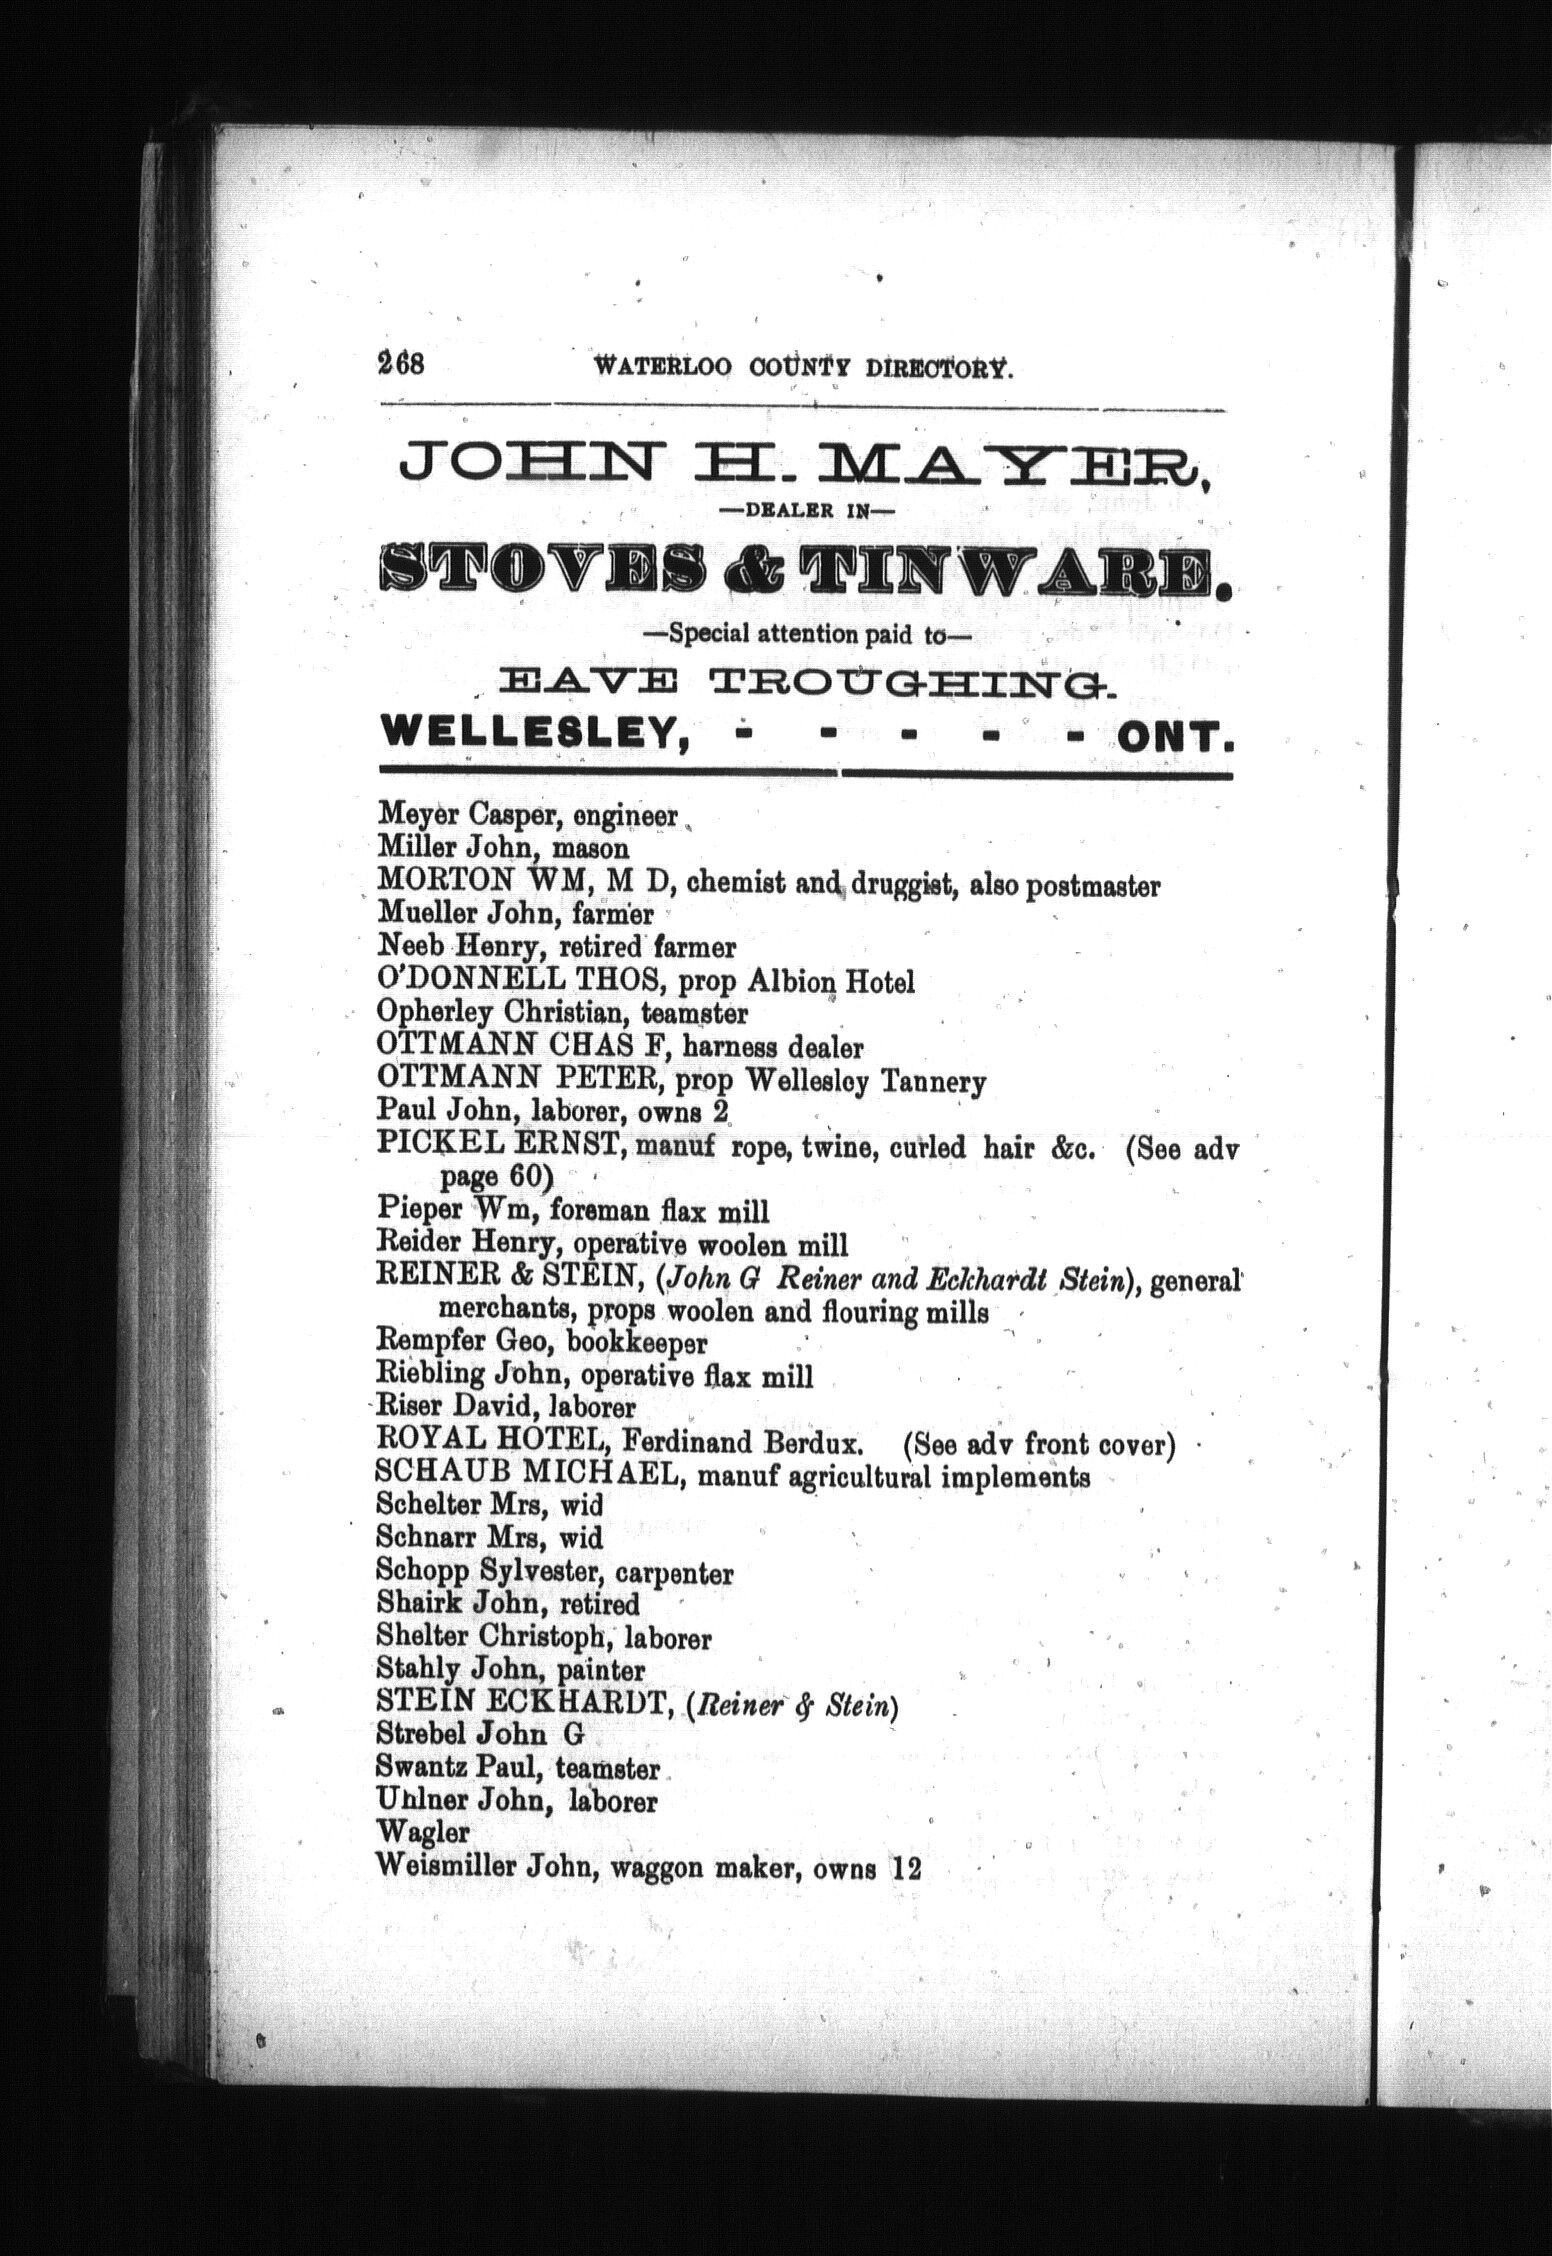 268 WATERLOO COUNTY DIRECTORY.
JOHN H. MAYER,
—DEALER IN—
STOVES & TINWARE.
—Special attention paid to—
EAVE TROUGHING.
WELLESLEY, - - - - - ONT.
Meyer Casper, engineer
Miller John, mason
MORTON WM, M D, chemist and druggist, also postmaster
Mueller John, farmer
Neeb Henry, retired farmer
O'DONNELL THOS, prop Albion Hotel
Opherley Christian, teamster
OTTMANN CHAS F, harness dealer
OTTMANN PETER, prop Wellesley Tannery
Paul John, laborer, owns 2
PICKEL ERNST, manuf rope, twine, curled hair &c. (See adv
page 60)
Pieper Wm, foreman flax mill
Reider Henry, operative woolen mill
REINER & STEIN, (John G Reiner and Eckhardt Stein), general
merchants, props woolen and flouring mills
Rempfer Geo, bookkeeper
Riebling John, operative flax mill
Riser David, laborer
ROYAL HOTEL, Ferdinand Berdux. (See adv front cover)
SCHAUB MICHAEL, manuf agricultural implements
Schelter Mrs, wid
Schnarr Mrs, wid
Schopp Sylvester, carpenter
Shairk John, retired
Shelter Christoph, laborer
Stahly John, painter
STEIN ECKHARDT, (Reiner & Stein)
Strebel John G
Swantz Paul, teamster
Uhlner John, laborer
Wagler
Weismiller John, waggon maker, owns 12